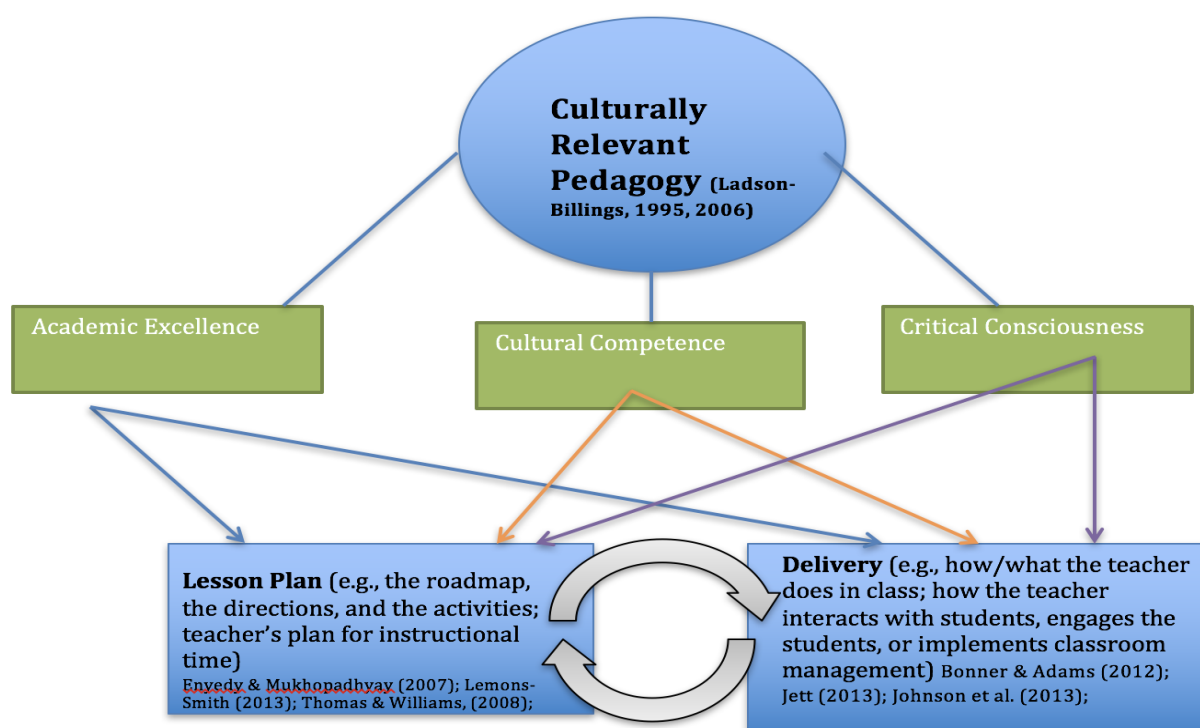 Culturally
Relevant
Pedagogy (Ladson-
Billings, 1995, 2006)
Academic Excellence
Cultural Competence
Critical Consciousness
Lesson Plan (e.g., the roadmap,
the directions, and the activities;
teacher's plan for instructional
time)
Enyedy & Mukhopadhyay (2007); Lemons-
Smith (2013); Thomas & Williams, (2008);
Delivery (e.g., how/what the teacher
does in class; how the teacher
interacts with students, engages the
students, or implements classroom
management) Bonner & Adams (2012);
Jett (2013); Johnson et al. (2013);